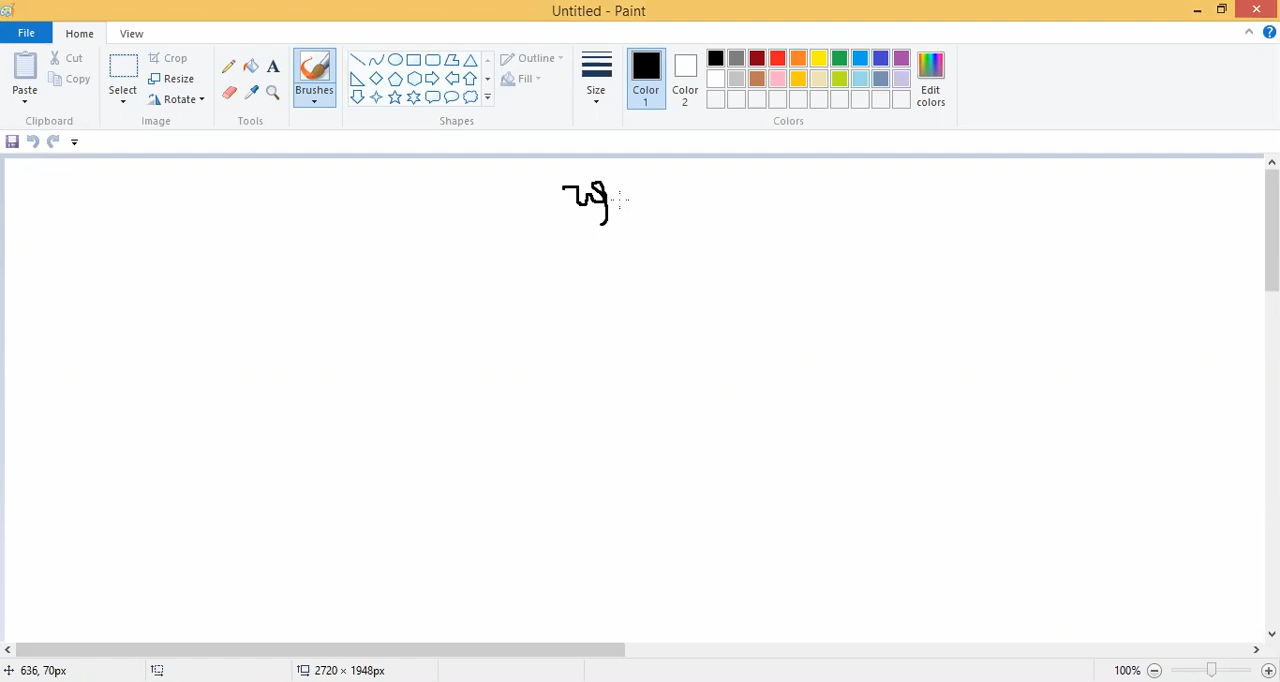 Untitled - Paint
File
Home
View
Paste
Cut
Copy
Clipboard
Select
Crop
Resize
Rotate
Image
A
Tools
Brushes
Outline
Fill
Shapes
Size
Color 1
Color 2
Edit colors
Colors
636, 70px
2720 × 1948px
100%